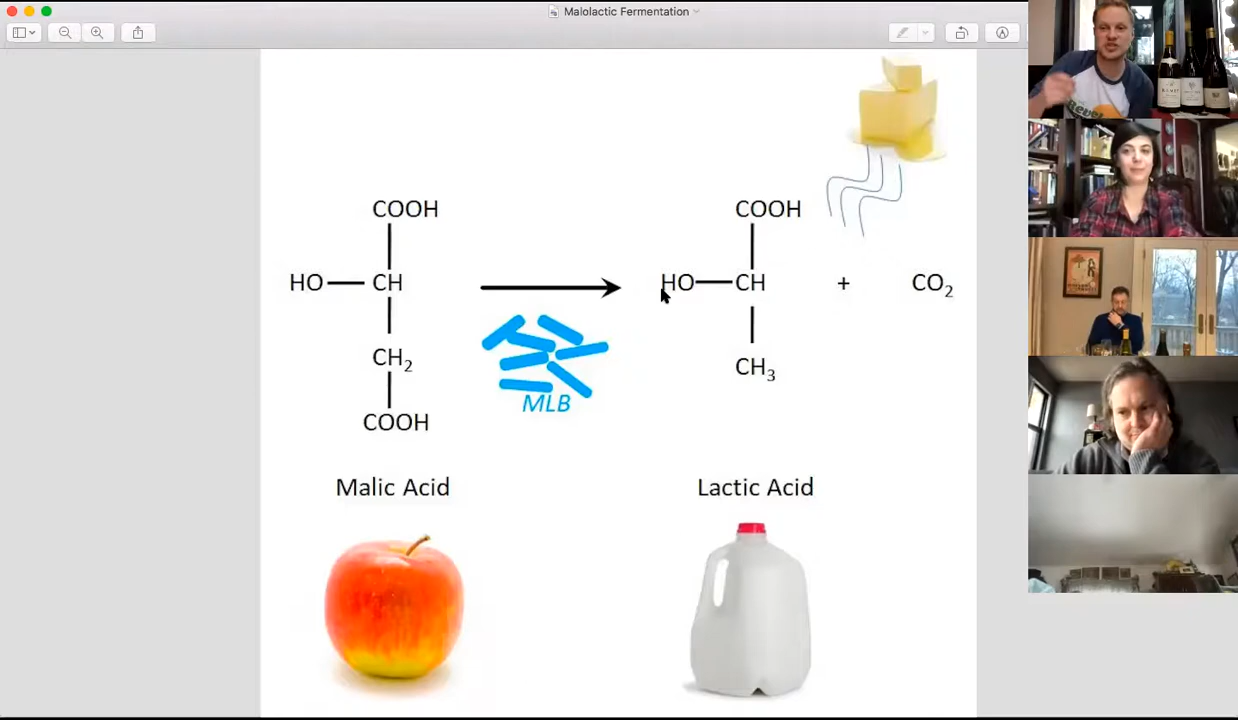 Malolactic Fermentation
COOH
COOH
HO
CH
HO
CH
+
CO₂
CH₂
CH₃
MLB
COOH
Malic Acid
Lactic Acid